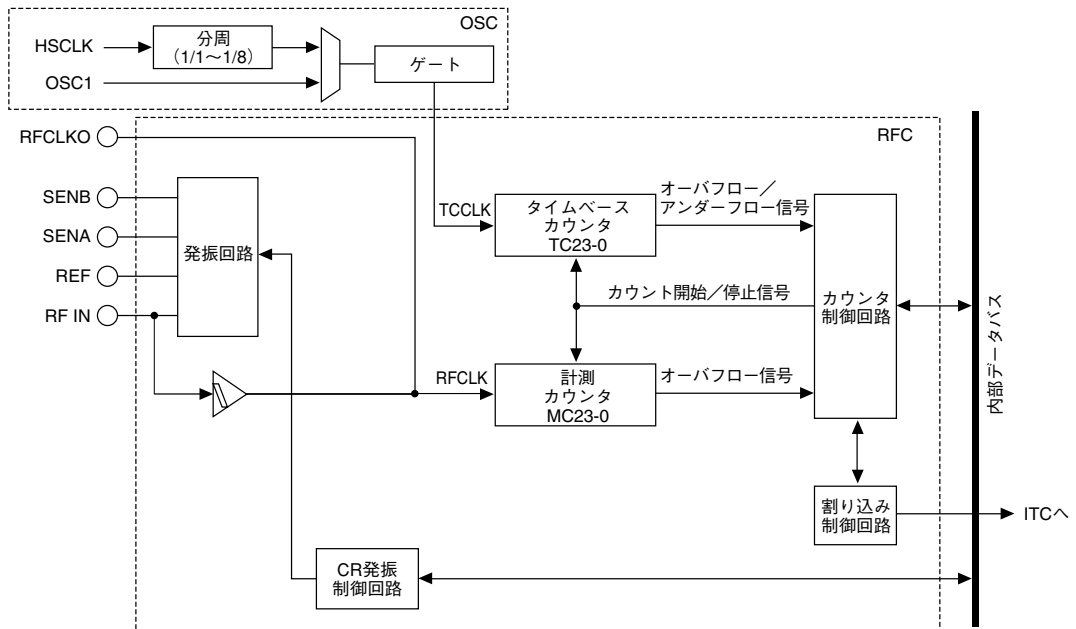 OSC
HSCLK
分周
（1/1～1/8）
OSC1
ゲート
RFCLKO
RFC
SENB
SENA
REF
RF IN
発振回路
TCCLK
タイムベース
カウンタ
TC23-0
オーバフロー／
アンダーフロー信号
カウント開始／停止信号
カウンタ
制御回路
RFCLK
計測
カウンタ
MC23-0
オーバフロー信号
内部データバス
割り込み
制御回路
ITCへ
CR発振
制御回路